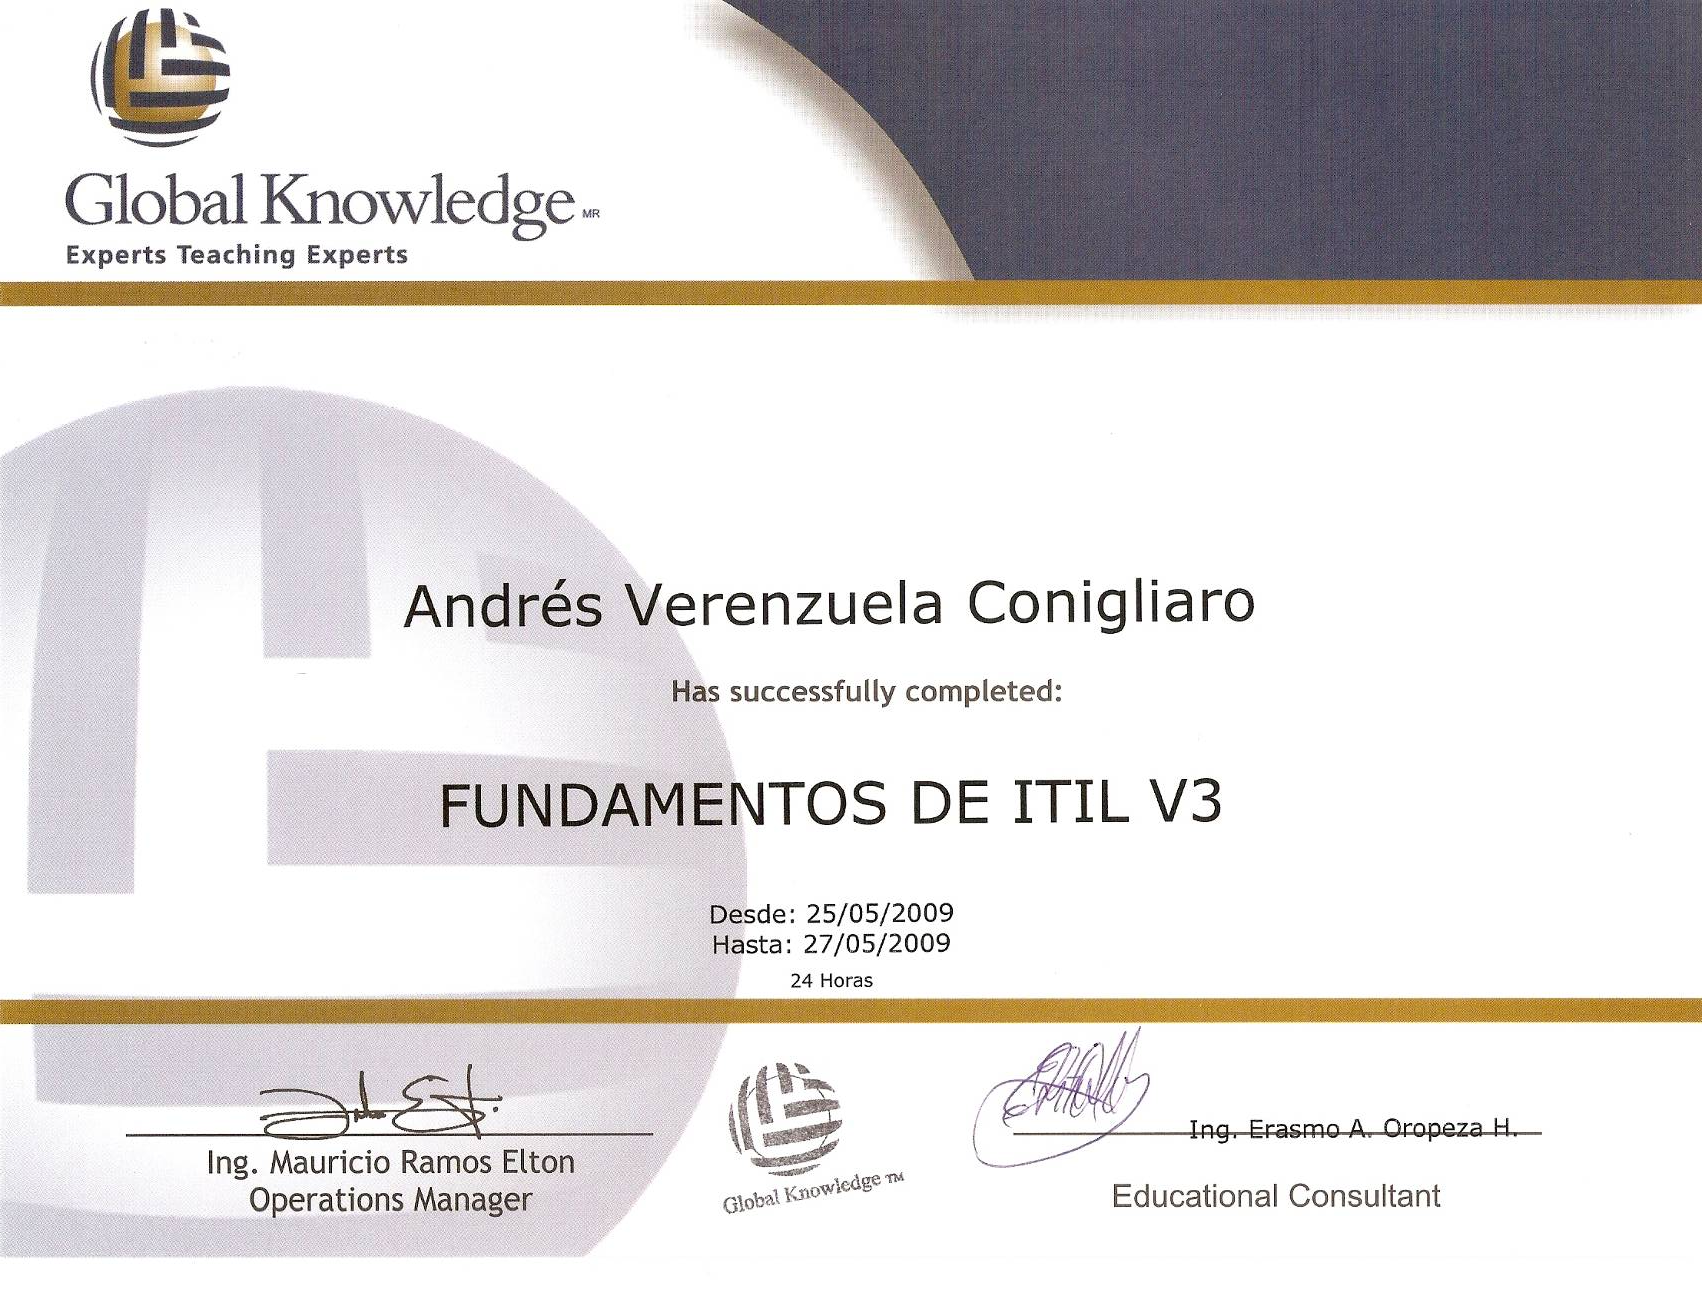 Global Knowledge MR
Experts Teaching Experts
Andrés Verenzuela Conigliaro
Has successfully completed:
FUNDAMENTOS DE ITIL V3
Desde: 25/05/2009
Hasta: 27/05/2009
24 Horas
Ing. Mauricio Ramos Elton
Operations Manager
Global Knowledge TM
Ing. Erasmo A. Oropeza H.
Educational Consultant